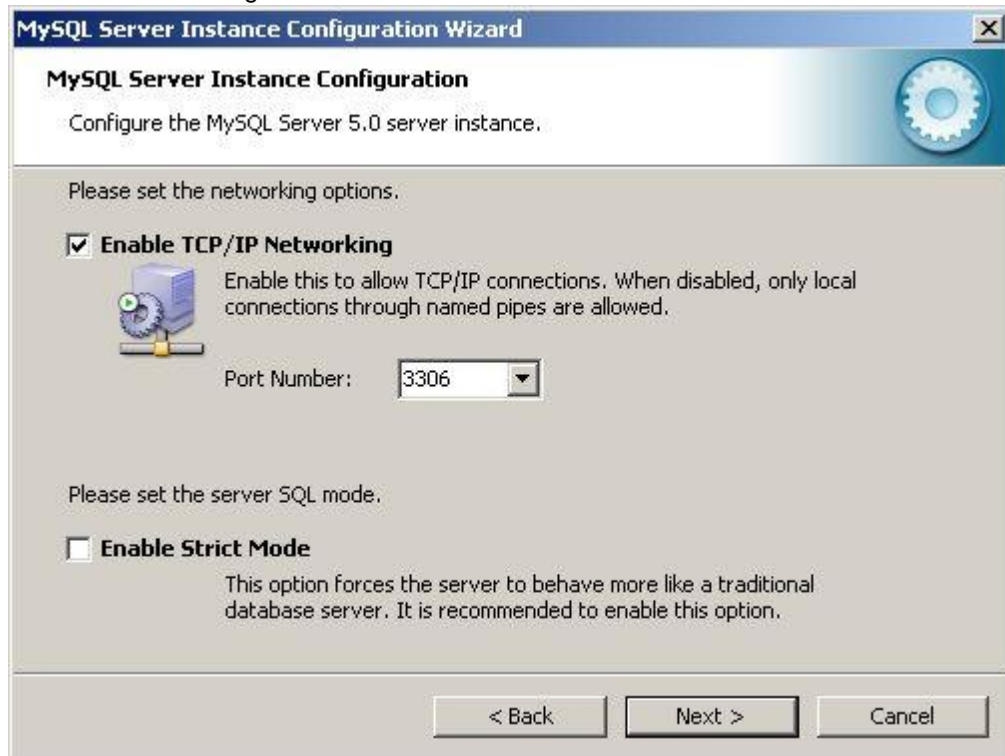 MySQL Server Instance Configuration Wizard
MySQL Server Instance Configuration
Configure the MySQL Server 5.0 server instance.
Please set the networking options.
Enable TCP/IP Networking
Enable this to allow TCP/IP connections. When disabled, only local
connections through named pipes are allowed.
Port Number: 3306
Please set the server SQL mode.
Enable Strict Mode
This option forces the server to behave more like a traditional
database server. It is recommended to enable this option.
< Back Next > Cancel